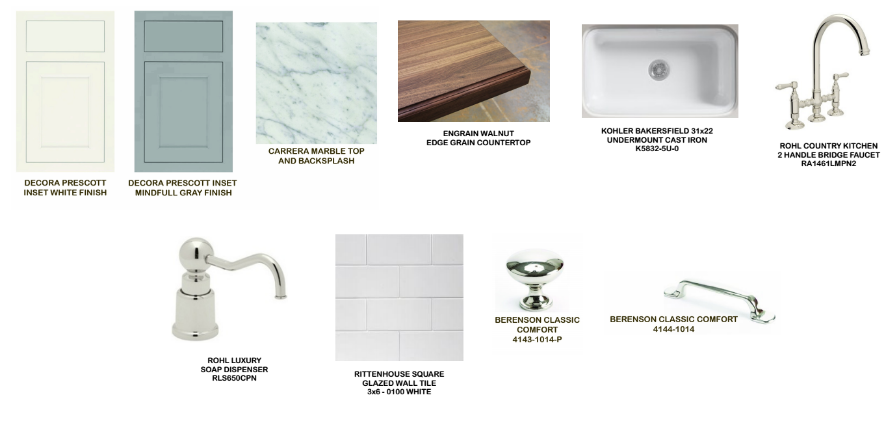 DECORA PRESCOTT
INSET WHITE FINISH
DECORA PRESCOTT INSET
MINDFULL GRAY FINISH
CARRERA MARBLE TOP
AND BACKSPLASH
ENGRAIN WALNUT
EDGE GRAIN COUNTERTOP
KOHLER BAKERSFIELD 31x22
UNDERMOUNT CAST IRON
K5832-5U-0
ROHL COUNTRY KITCHEN
2 HANDLE BRIDGE FAUCET
RA1461LMPN2
ROHL LUXURY
SOAP DISPENSER
RLS650CPN
RITTENHOUSE SQUARE
GLAZED WALL TILE
3x6 - 0100 WHITE
BERENSON CLASSIC
COMFORT
4143-1014-P
BERENSON CLASSIC COMFORT
4144-1014